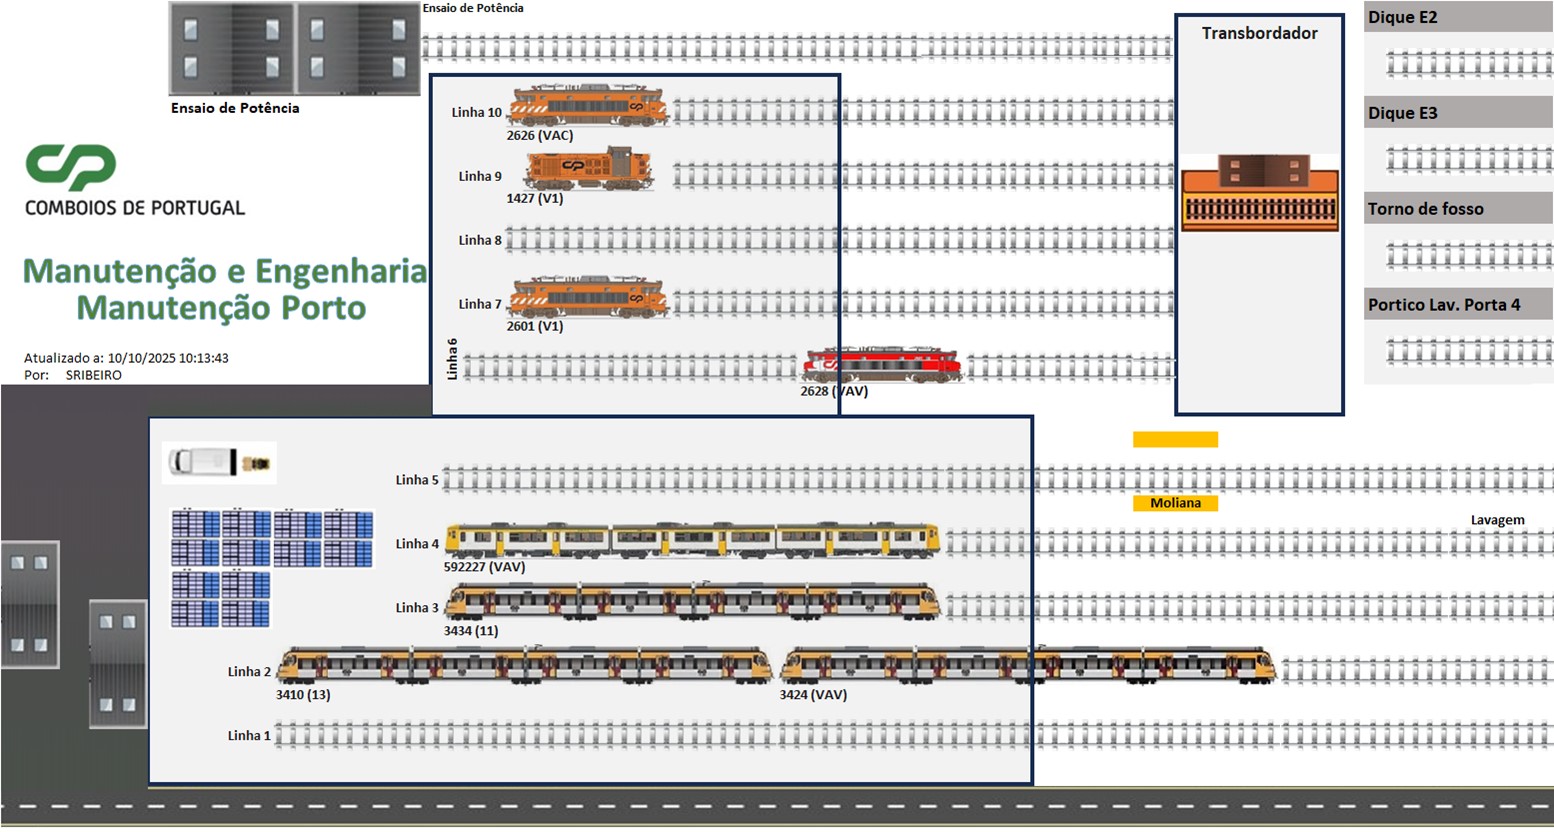 Ensaio de Potência
Ensaio de Potência
Transbordador
Dique E2
Dique E3
Torno de fosso
Portico Lav. Porta 4
CP
COMBOIOS DE PORTUGAL
Manutenção e Engenharia
Manutenção Porto
Atualizado a: 10/10/2025 10:13:43
Por: SRIBEIRO
Linha 10
2626 (VAC)
Linha 9
1427 (V1)
Linha 8
Linha 7
2601 (V1)
Linha 6
2628 (VAV)
Linha 5
Moliana
Lavagem
Linha 4
592227 (VAV)
Linha 3
3434 (11)
Linha 2
3410 (13)
3424 (VAV)
Linha 1